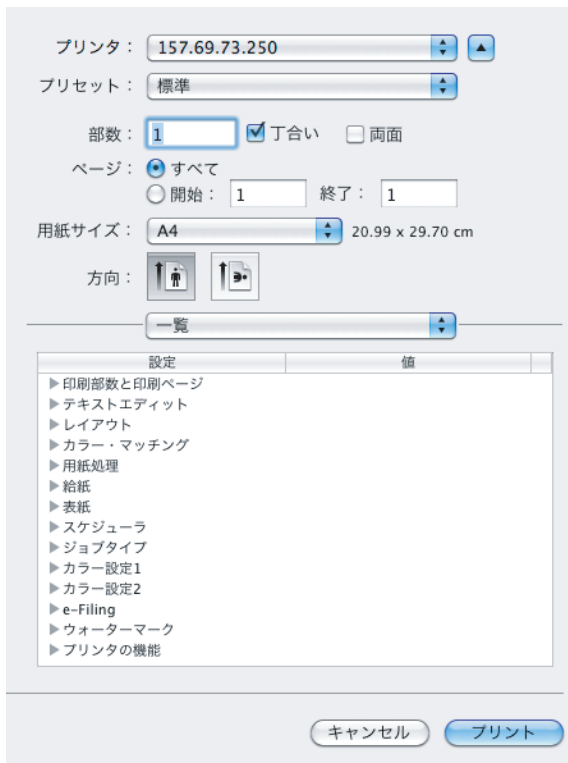 プリンタ： 157.69.73.250
プリセット： 標準
部数： 1 丁合い 両面
ページ： すべて
開始： 1 終了： 1
用紙サイズ： A4 20.99 x 29.70 cm
方向：
一覧
設定 値
印刷部数と印刷ページ
テキストエディット
レイアウト
カラー・マッチング
用紙処理
給紙
表紙
スケジューラ
ジョブタイプ
カラー設定1
カラー設定2
e-Filing
ウォーターマーク
プリンタの機能
キャンセル プリント